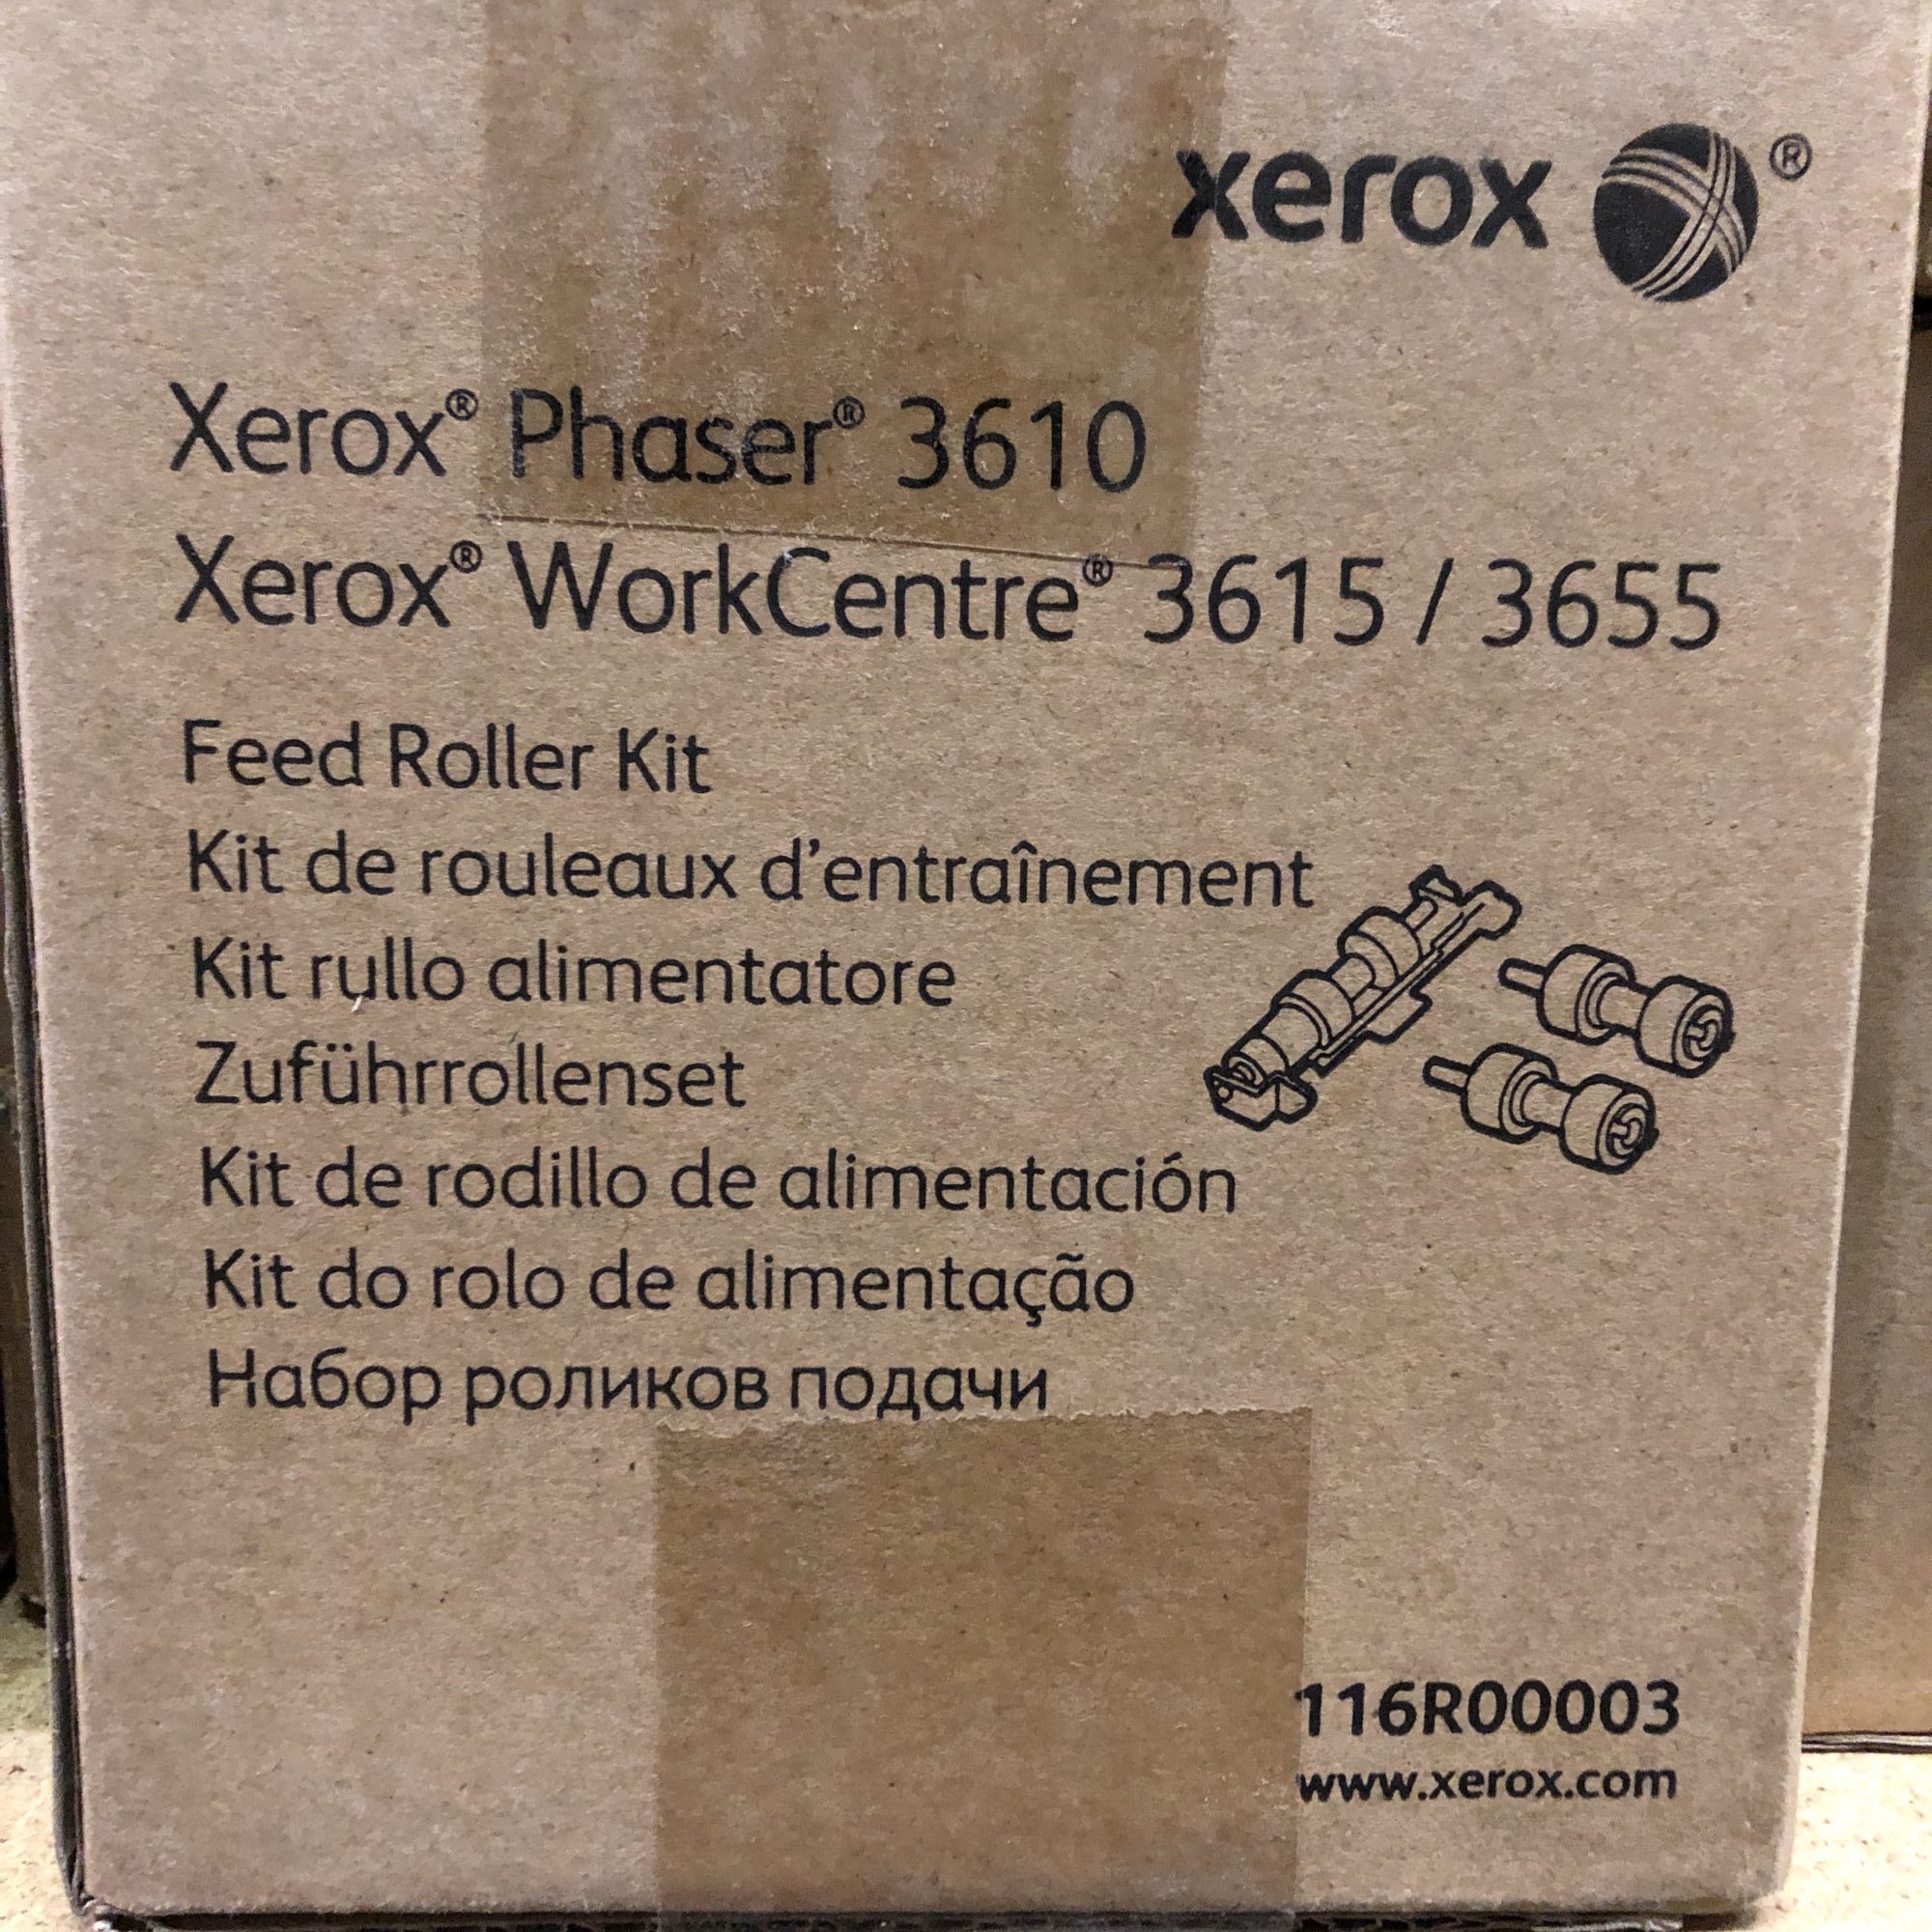 xerox ®
Xerox® Phaser® 3610
Xerox® WorkCentre® 3615 / 3655
Feed Roller Kit
Kit de rouleaux d’entraînement
Kit rullo alimentatore
Zuführrollenset
Kit de rodillo de alimentación
Kit do rolo de alimentação
Набор роликов подачи
116R00003
www.xerox.com